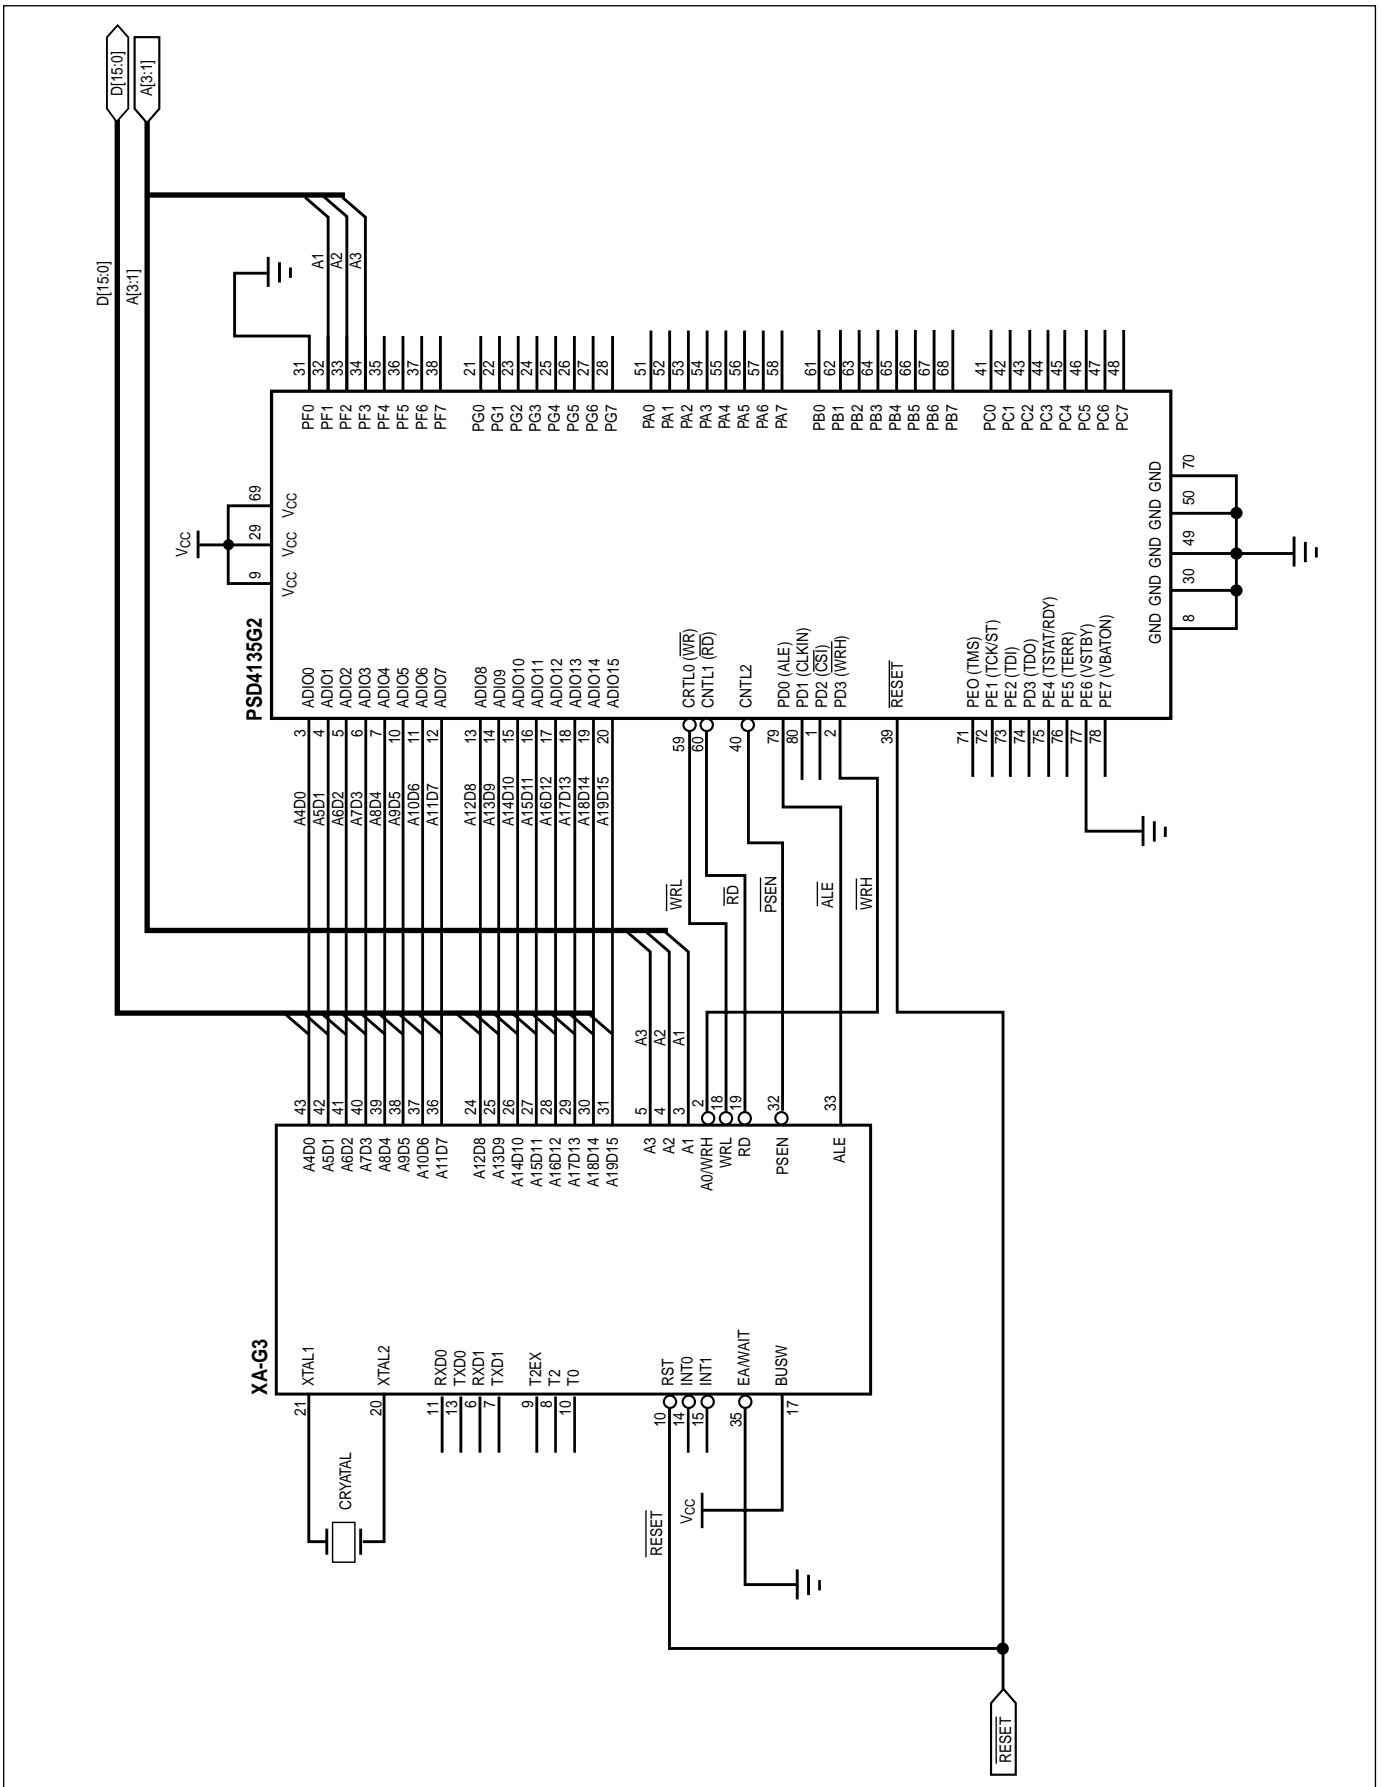 D[15:0]
A[3:1]
D[15:0]
A[3:1]
A1
A2
A3
31
32
33
34
35
36
37
38
21
22
23
24
25
26
27
28
51
52
53
54
55
56
57
58
61
62
63
64
65
66
67
68
41
42
43
44
45
46
47
48
PF0
PF1
PF2
PF3
PF4
PF5
PF6
PF7
PG0
PG1
PG2
PG3
PG4
PG5
PG6
PG7
PA0
PA1
PA2
PA3
PA4
PA5
PA6
PA7
PB0
PB1
PB2
PB3
PB4
PB5
PB6
PB7
PC0
PC1
PC2
PC3
PC4
PC5
PC6
PC7
VCC
69
29
9
VCC
VCC
VCC
70
50
49
30
8
GND
GND
GND
GND
GND
PSD4135G2
ADIO0
ADIO1
ADIO2
ADIO3
ADIO4
ADIO5
ADIO6
ADIO7
ADIO8
ADIO9
ADIO10
ADIO11
ADIO12
ADIO13
ADIO14
ADIO15
CRTL0 (WR)
CNTL1 (RD)
CNTL2
PD0 (ALE)
PD1 (CLKIN)
PD2 (CSI)
PD3 (WRH)
RESET
PEO (TMS)
PE1 (TCK/ST)
PE2 (TDI)
PD3 (TDO)
PE4 (TSTAT/RDY)
PE5 (TERR)
PE6 (VSTBY)
PE7 (VBATON)
3
4
5
6
7
10
11
12
13
14
15
16
17
18
19
20
59
60
40
79
80
1
2
39
71
72
73
74
75
76
77
78
A4D0
A5D1
A6D2
A7D3
A8D4
A9D5
A10D6
A11D7
A12D8
A13D9
A14D10
A15D11
A16D12
A17D13
A18D14
A19D15
WRL
RD
PSEN
ALE
WRH
A3
A2
A1
43
42
41
40
39
38
37
36
24
25
26
27
28
29
30
31
5
4
3
2
18
19
32
33
A4D0
A5D1
A6D2
A7D3
A8D4
A9D5
A10D6
A11D7
A12D8
A13D9
A14D10
A15D11
A16D12
A17D13
A18D14
A19D15
A3
A2
A1
A0/WRH
WRL
RD
PSEN
ALE
XA-G3
XTAL1
XTAL2
RXD0
TXD0
RXD1
TXD1
T2EX
T2
T0
RST
INT0
INT1
EA/WAIT
BUSW
21
20
11
13
6
7
9
8
10
10
14
15
35
17
CRYATAL
RESET
VCC
RESET